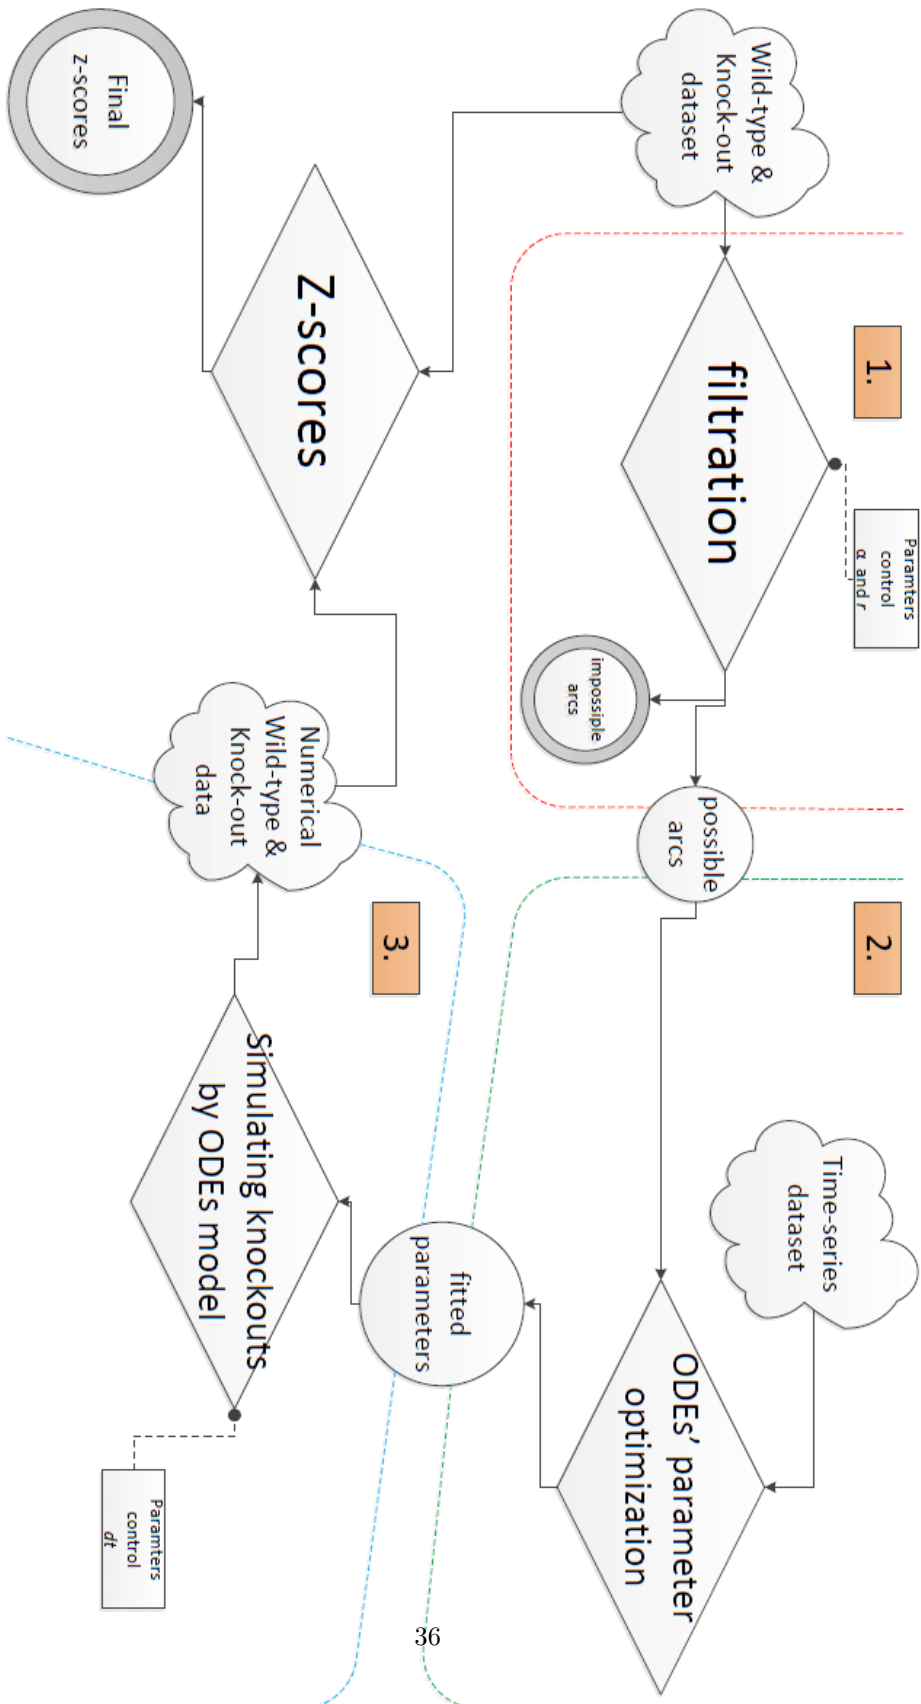 Wild-type &
Knock-out
dataset
1.
filtration
Paramters
control
α and r
impossiple
arcs
possible
arcs
2.
Time-series
dataset
ODEs' parameter
optimization
fitted
parameters
3.
Simulating knockouts
by ODEs model
Paramters
control
dt
Numerical
Wild-type &
Knock-out
data
Z-scores
Final
z-scores
36